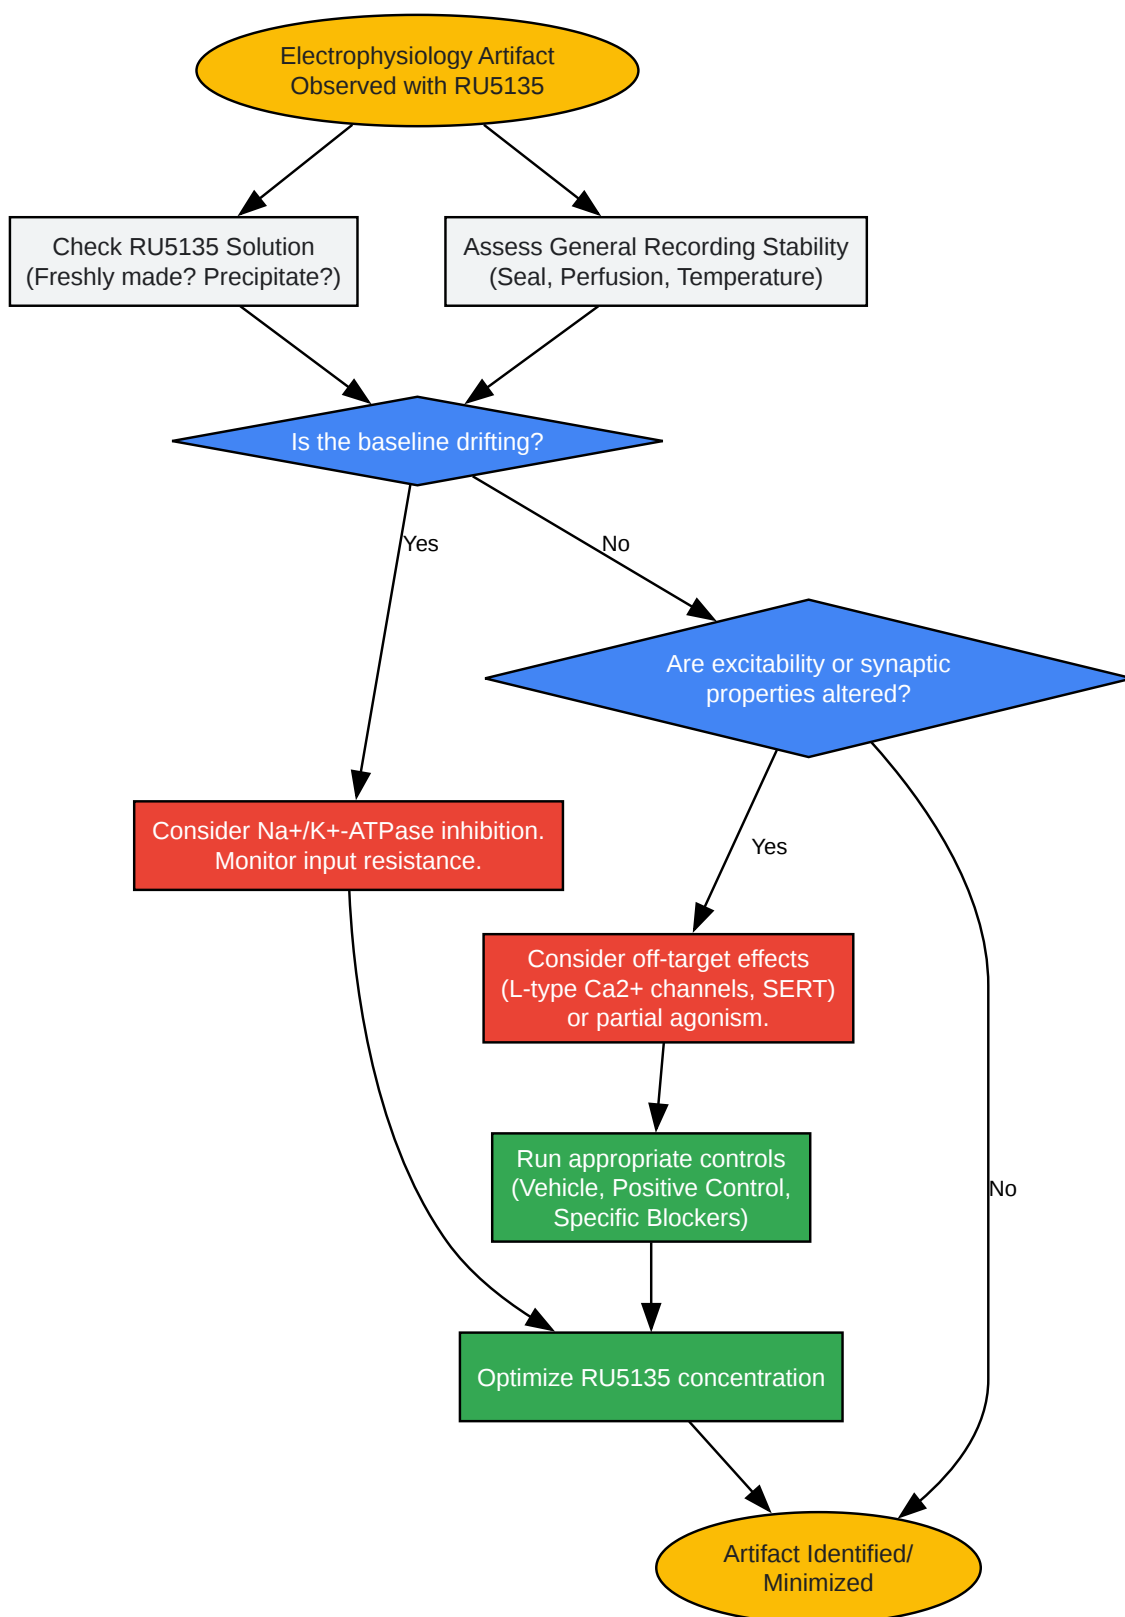 Electrophysiology Artifact
Observed with RU5135
Check RU5135 Solution
(Freshly made? Precipitate?)
Assess General Recording Stability
(Seal, Perfusion, Temperature)
Is the baseline drifting?
Yes
No
Are excitability or synaptic
properties altered?
Consider Na+/K+-ATPase inhibition.
Monitor input resistance.
Yes
Consider off-target effects
(L-type Ca2+ channels, SERT)
or partial agonism.
Run appropriate controls
(Vehicle, Positive Control,
Specific Blockers)
No
Optimize RU5135 concentration
Artifact Identified/
Minimized